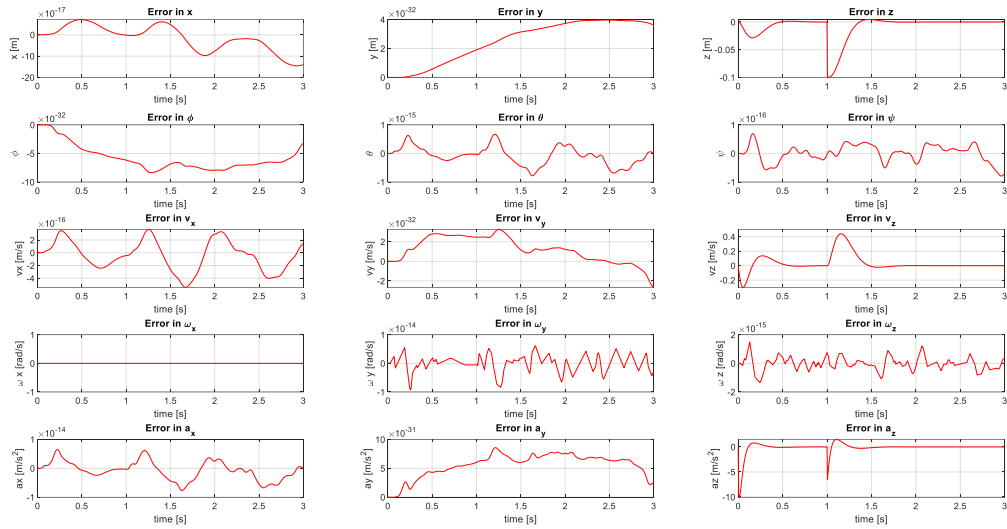 Error in x
×10⁻¹⁷
10
0
-10
-20
x [m]
0 0.5 1 1.5 2 2.5 3
time [s]
Error in y
×10⁻³²
4
2
0
y [m]
0 0.5 1 1.5 2 2.5 3
time [s]
Error in z
0
-0.05
-0.1
z [m]
0 0.5 1 1.5 2 2.5 3
time [s]
Error in ϕ
×10⁻³²
0
-5
-10
ϕ
0 0.5 1 1.5 2 2.5 3
time [s]
Error in θ
×10⁻¹⁵
1
0
-1
θ
0 0.5 1 1.5 2 2.5 3
time [s]
Error in ψ
×10⁻¹⁶
1
0
-1
ψ
0 0.5 1 1.5 2 2.5 3
time [s]
Error in vₓ
×10⁻¹⁶
2
0
-2
-4
vx [m/s]
0 0.5 1 1.5 2 2.5 3
time [s]
Error in v_y
×10⁻³²
2
0
-2
vy [m/s]
0 0.5 1 1.5 2 2.5 3
time [s]
Error in v_z
0.4
0.2
0
-0.2
vz [m/s]
0 0.5 1 1.5 2 2.5 3
time [s]
Error in ωₓ
1
0
-1
ω x [rad/s]
0 0.5 1 1.5 2 2.5 3
time [s]
Error in ω_y
×10⁻¹⁴
1
0
-1
ω y [rad/s]
0 0.5 1 1.5 2 2.5 3
time [s]
Error in ω_z
×10⁻¹⁵
2
0
-2
ω z [rad/s]
0 0.5 1 1.5 2 2.5 3
time [s]
Error in aₓ
×10⁻¹⁴
1
0
-1
ax [m/s²]
0 0.5 1 1.5 2 2.5 3
time [s]
Error in a_y
×10⁻³¹
10
5
0
ay [m/s²]
0 0.5 1 1.5 2 2.5 3
time [s]
Error in a_z
0
-5
-10
az [m/s²]
0 0.5 1 1.5 2 2.5 3
time [s]